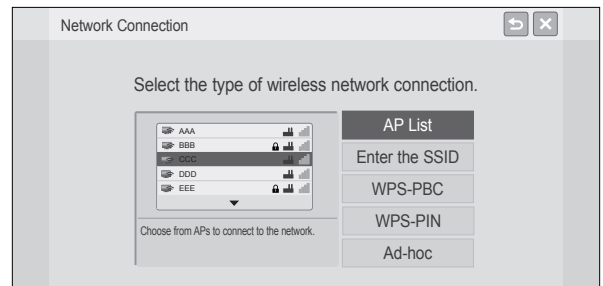 Network Connection
Select the type of wireless network connection.
AAA
BBB
CCC
DDD
EEE
Choose from APs to connect to the network.
AP List
Enter the SSID
WPS-PBC
WPS-PIN
Ad-hoc